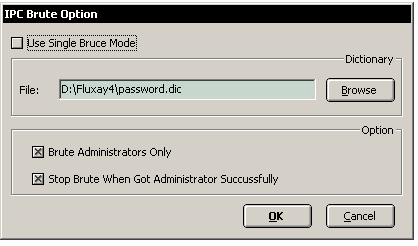 IPC Brute Option
Use Single Bruce Mode
Dictionary
File: D:\Fluxay4\password.dic Browse
Option
Brute Administrators Only
Stop Brute When Got Administrator Succussfully
OK Cancel